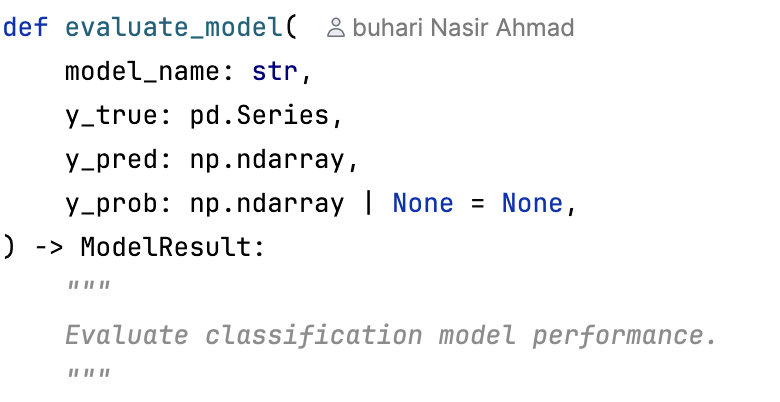 def evaluate_model( buhari Nasir Ahmad
    model_name: str,
    y_true: pd.Series,
    y_pred: np.ndarray,
    y_prob: np.ndarray | None = None,
) -> ModelResult:
    """
    Evaluate classification model performance.
    """